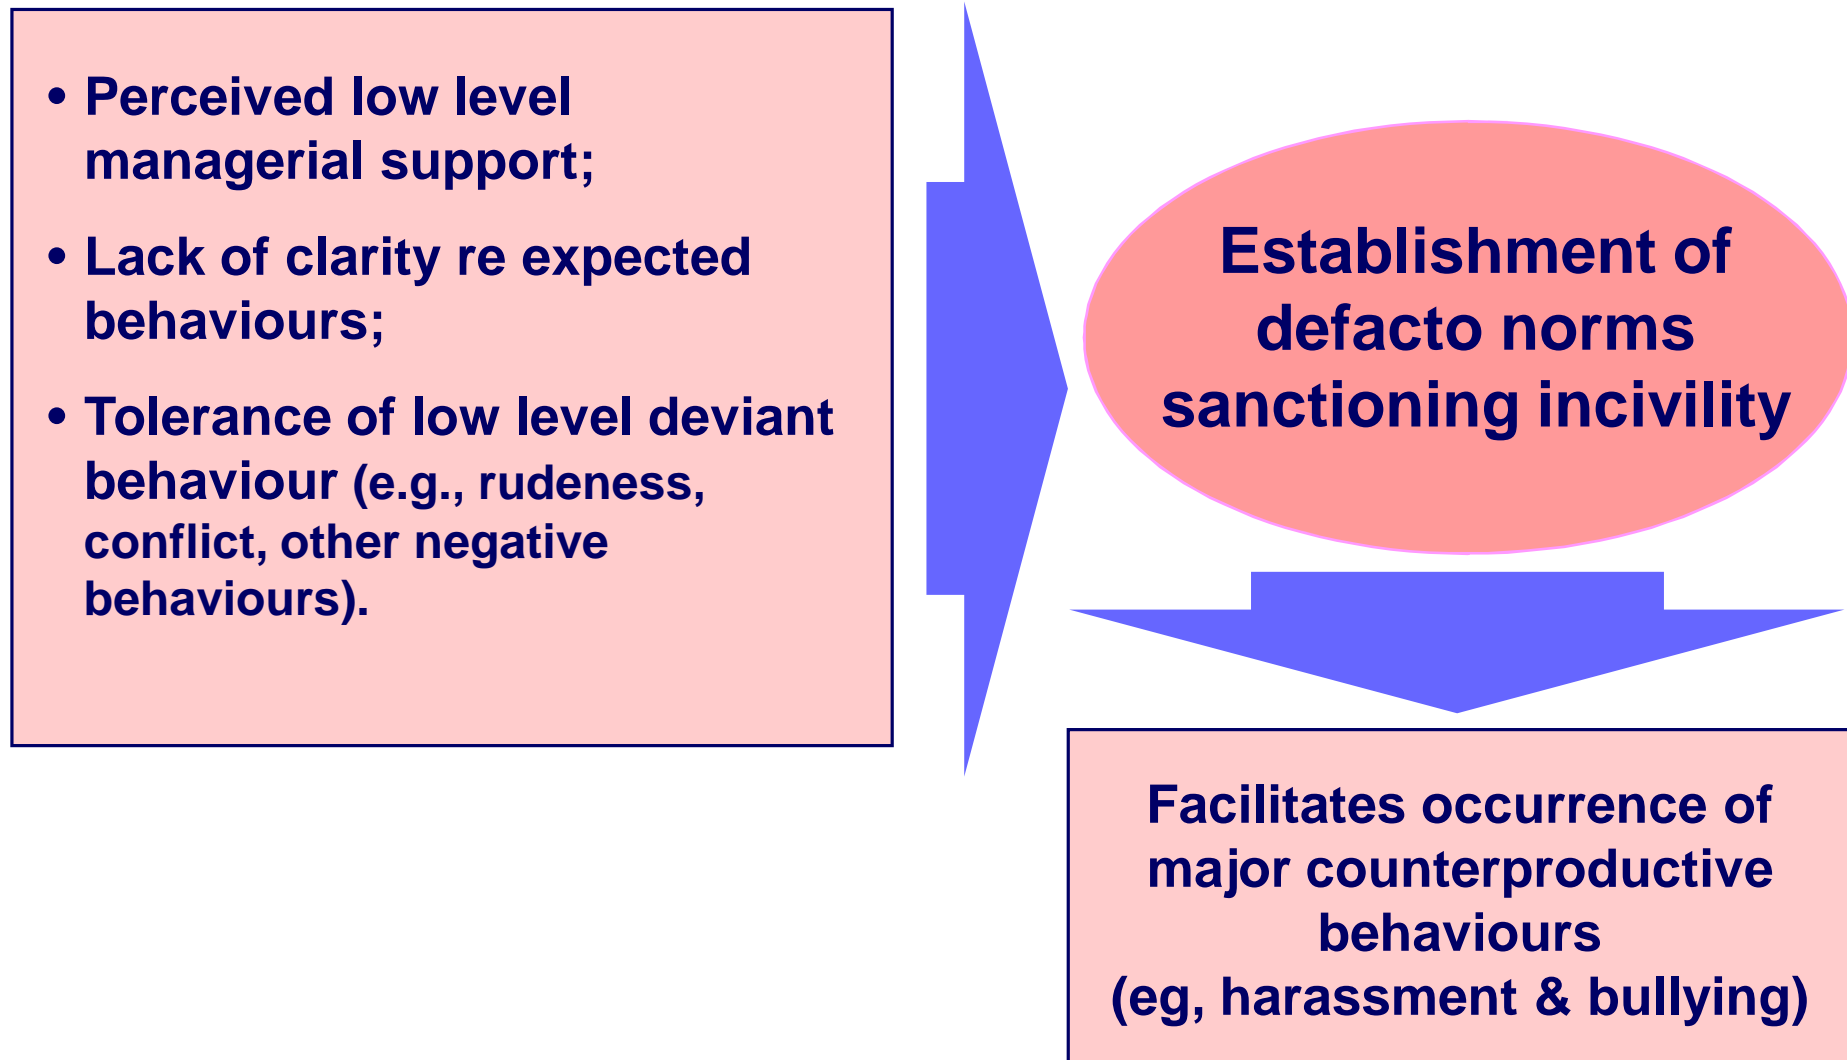 • Perceived low level
managerial support;
• Lack of clarity re expected
behaviours;
• Tolerance of low level deviant
behaviour (e.g., rudeness,
conflict, other negative
behaviours).
Establishment of
defacto norms
sanctioning incivility
Facilitates occurrence of
major counterproductive
behaviours
(eg, harassment & bullying)